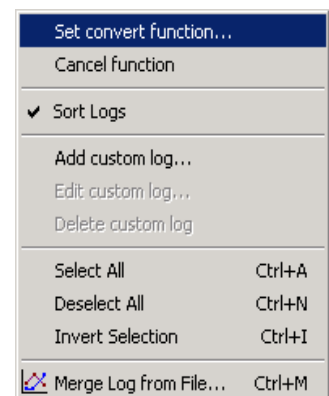 Set convert function...
Cancel function
Sort Logs
Add custom log...
Edit custom log...
Delete custom log
Select All Ctrl+A
Deselect All Ctrl+N
Invert Selection Ctrl+I
Merge Log from File... Ctrl+M